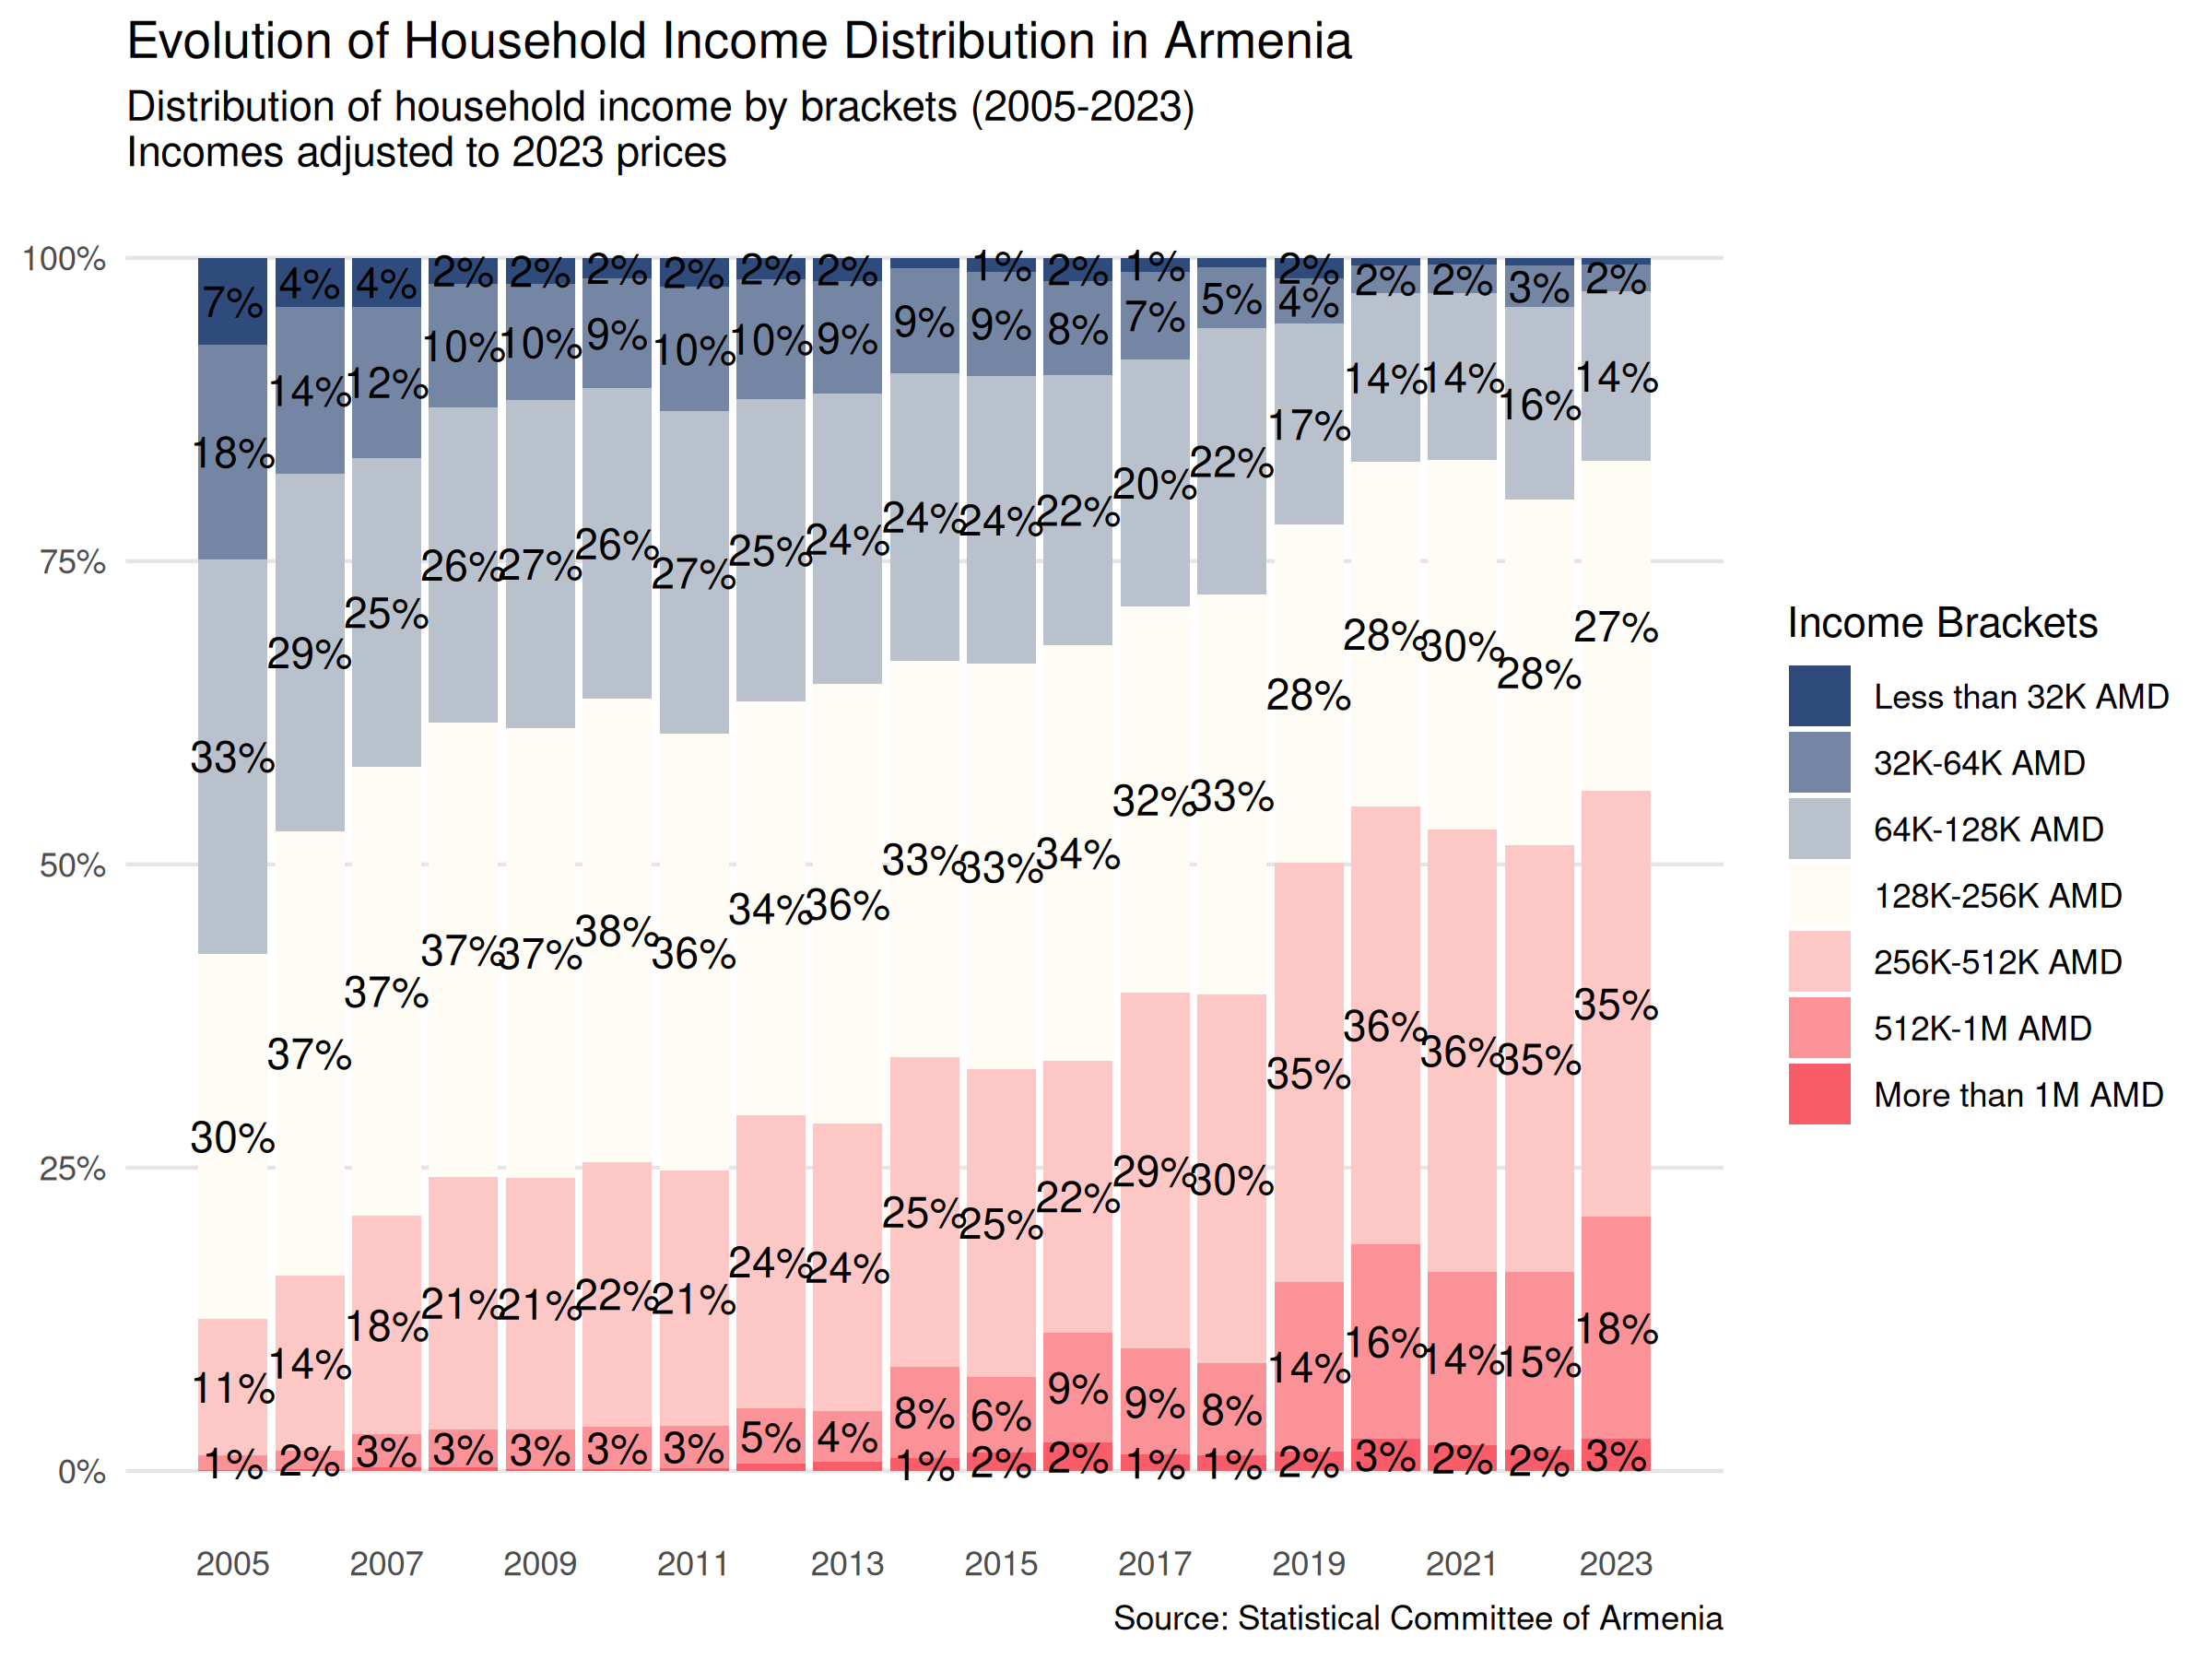 Evolution of Household Income Distribution in Armenia
Distribution of household income by brackets (2005-2023)
Incomes adjusted to 2023 prices
100%
75%
50%
25%
0%
7% 18% 33% 30% 11% 1%
4% 14% 29% 37% 14% 2%
4% 12% 25% 37% 18% 3%
2% 10% 26% 37% 21% 3%
2% 10% 27% 37% 21% 3%
2% 9% 26% 38% 22% 3%
2% 10% 27% 36% 21% 3%
2% 10% 25% 34% 24% 5%
2% 9% 24% 36% 24% 4%
9% 24% 33% 25% 8% 1%
1% 9% 24% 33% 25% 6% 2%
2% 8% 22% 34% 22% 9% 2%
1% 7% 20% 32% 29% 9% 1%
5% 22% 33% 30% 8% 1%
2% 4% 17% 28% 35% 14% 2%
2% 14% 28% 36% 16% 3%
2% 14% 30% 36% 14% 2%
3% 16% 28% 35% 15% 2%
2% 14% 27% 35% 18% 3%
2005 2007 2009 2011 2013 2015 2017 2019 2021 2023
Income Brackets
Less than 32K AMD
32K-64K AMD
64K-128K AMD
128K-256K AMD
256K-512K AMD
512K-1M AMD
More than 1M AMD
Source: Statistical Committee of Armenia